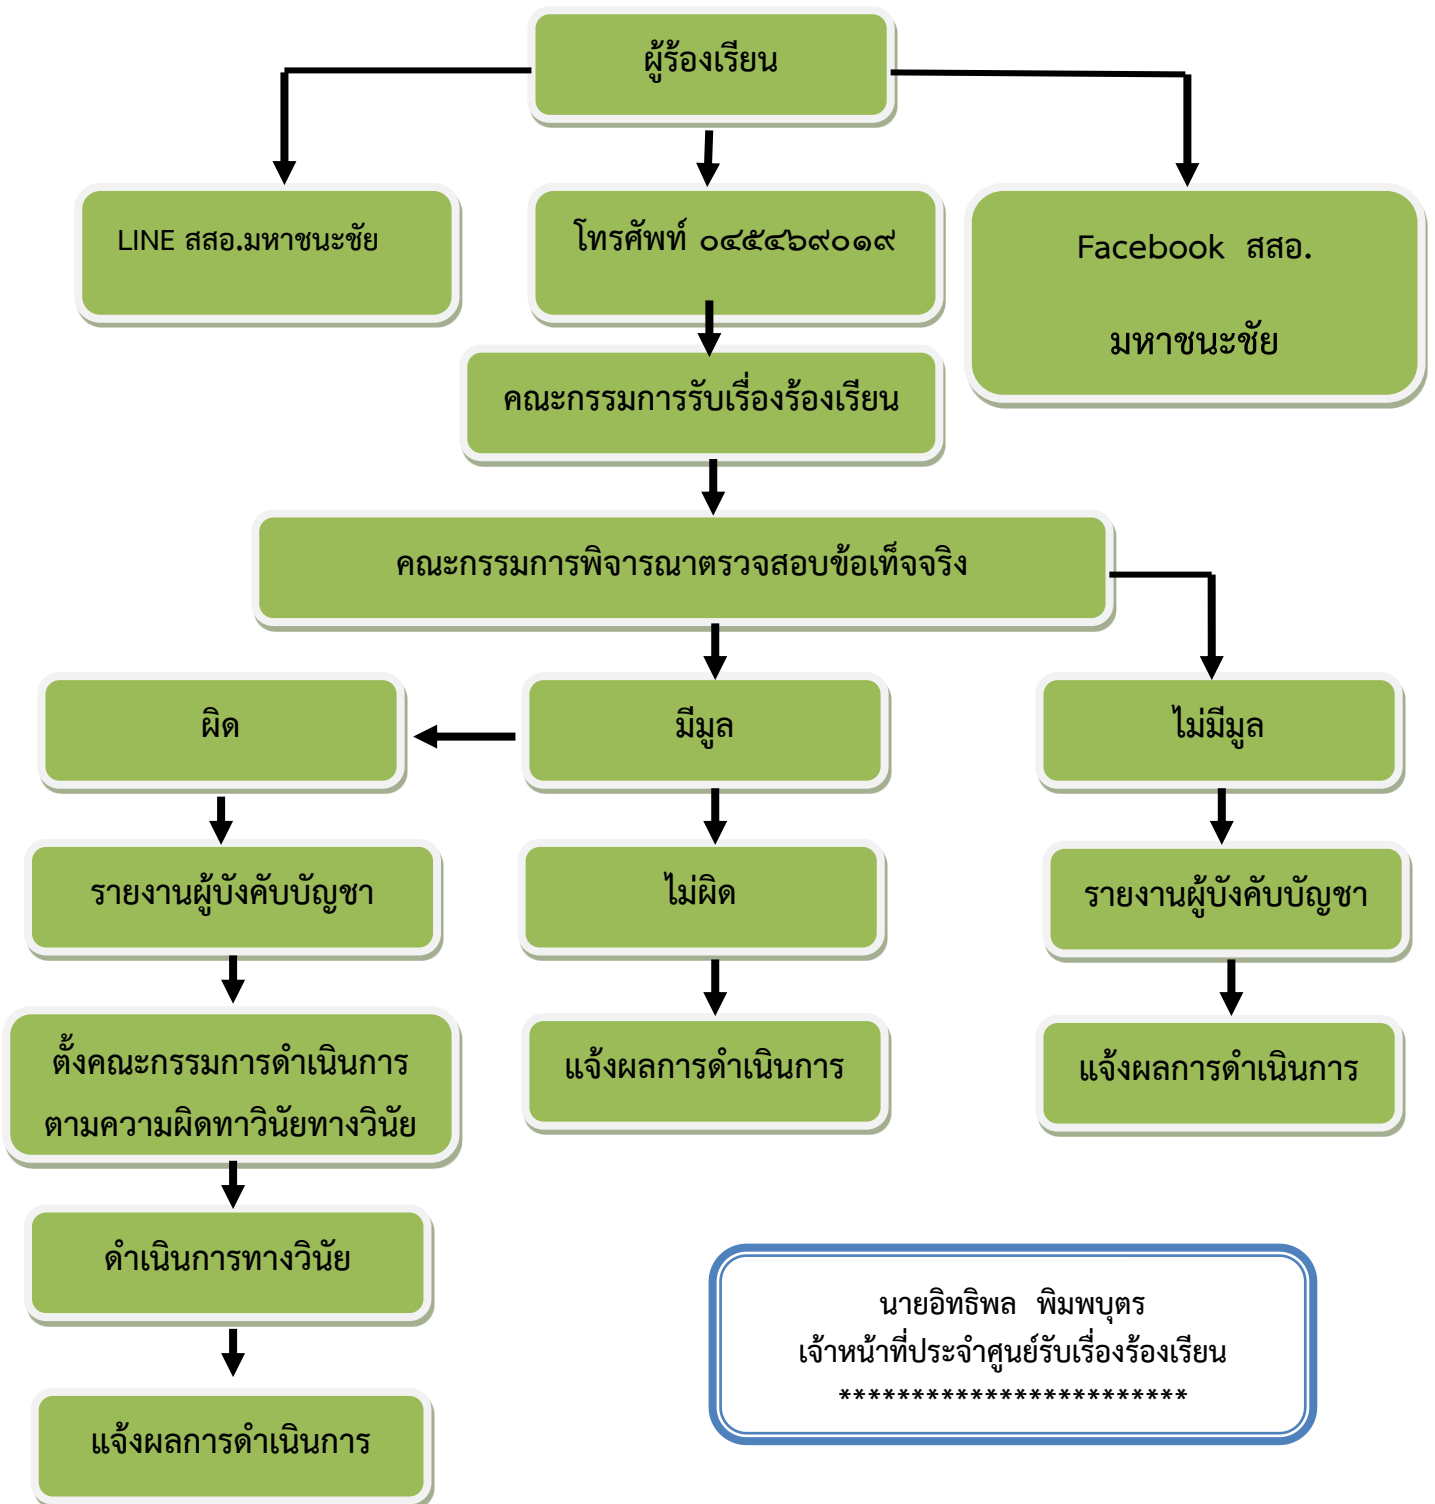 ผู้ร้องเรียน
LINE สสอ.มหาชนะชัย
โทรศัพท์ ๐๔๕๔๖๙๐๑๙
Facebook สสอ.
มหาชนะชัย
คณะกรรมการรับเรื่องร้องเรียน
คณะกรรมการพิจารณาตรวจสอบข้อเท็จจริง
ผิด
มีมูล
ไม่มีมูล
รายงานผู้บังคับบัญชา
ไม่ผิด
รายงานผู้บังคับบัญชา
ตั้งคณะกรรมการดำเนินการ
ตามความผิดทาวินัยทางวินัย
แจ้งผลการดำเนินการ
แจ้งผลการดำเนินการ
ดำเนินการทางวินัย
แจ้งผลการดำเนินการ
นายอิทธิพล พิมพบุตร
เจ้าหน้าที่ประจำศูนย์รับเรื่องร้องเรียน
************************